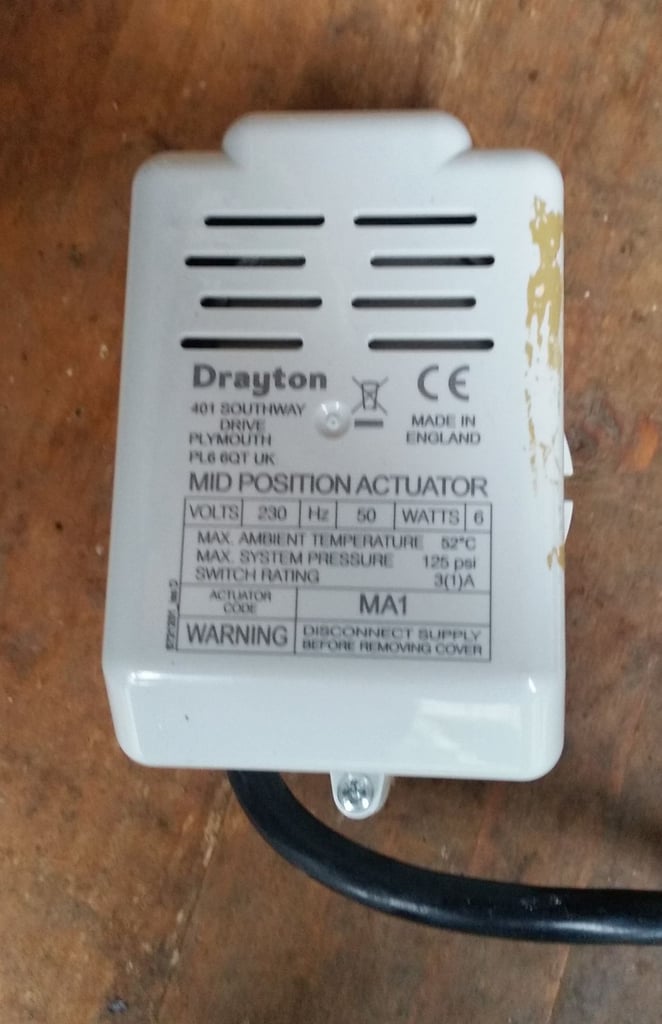 Drayton
CE
401 SOUTHWAY
DRIVE
PLYMOUTH
PL6 6QT UK
MADE IN
ENGLAND
MID POSITION ACTUATOR
VOLTS 230 Hz 50 WATTS 6
MAX. AMBIENT TEMPERATURE 52°C
MAX. SYSTEM PRESSURE 125 psi
SWITCH RATING 3(1)A
ACTUATOR
CODE
MA1
WARNING
DISCONNECT SUPPLY
BEFORE REMOVING COVER